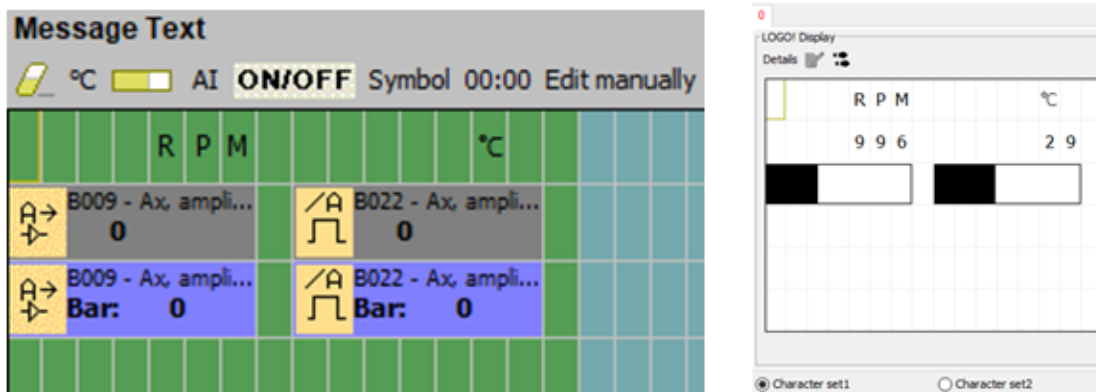 Message Text
°C AI ON/OFF Symbol 00:00 Edit manually
R P M °C
B009 - Ax, ampli... B022 - Ax, ampli...
0 0
B009 - Ax, ampli... B022 - Ax, ampli...
Bar: 0 Bar: 0
0
LOGO! Display
Details
R P M °C
9 9 6 2 9
Character set1 Character set2